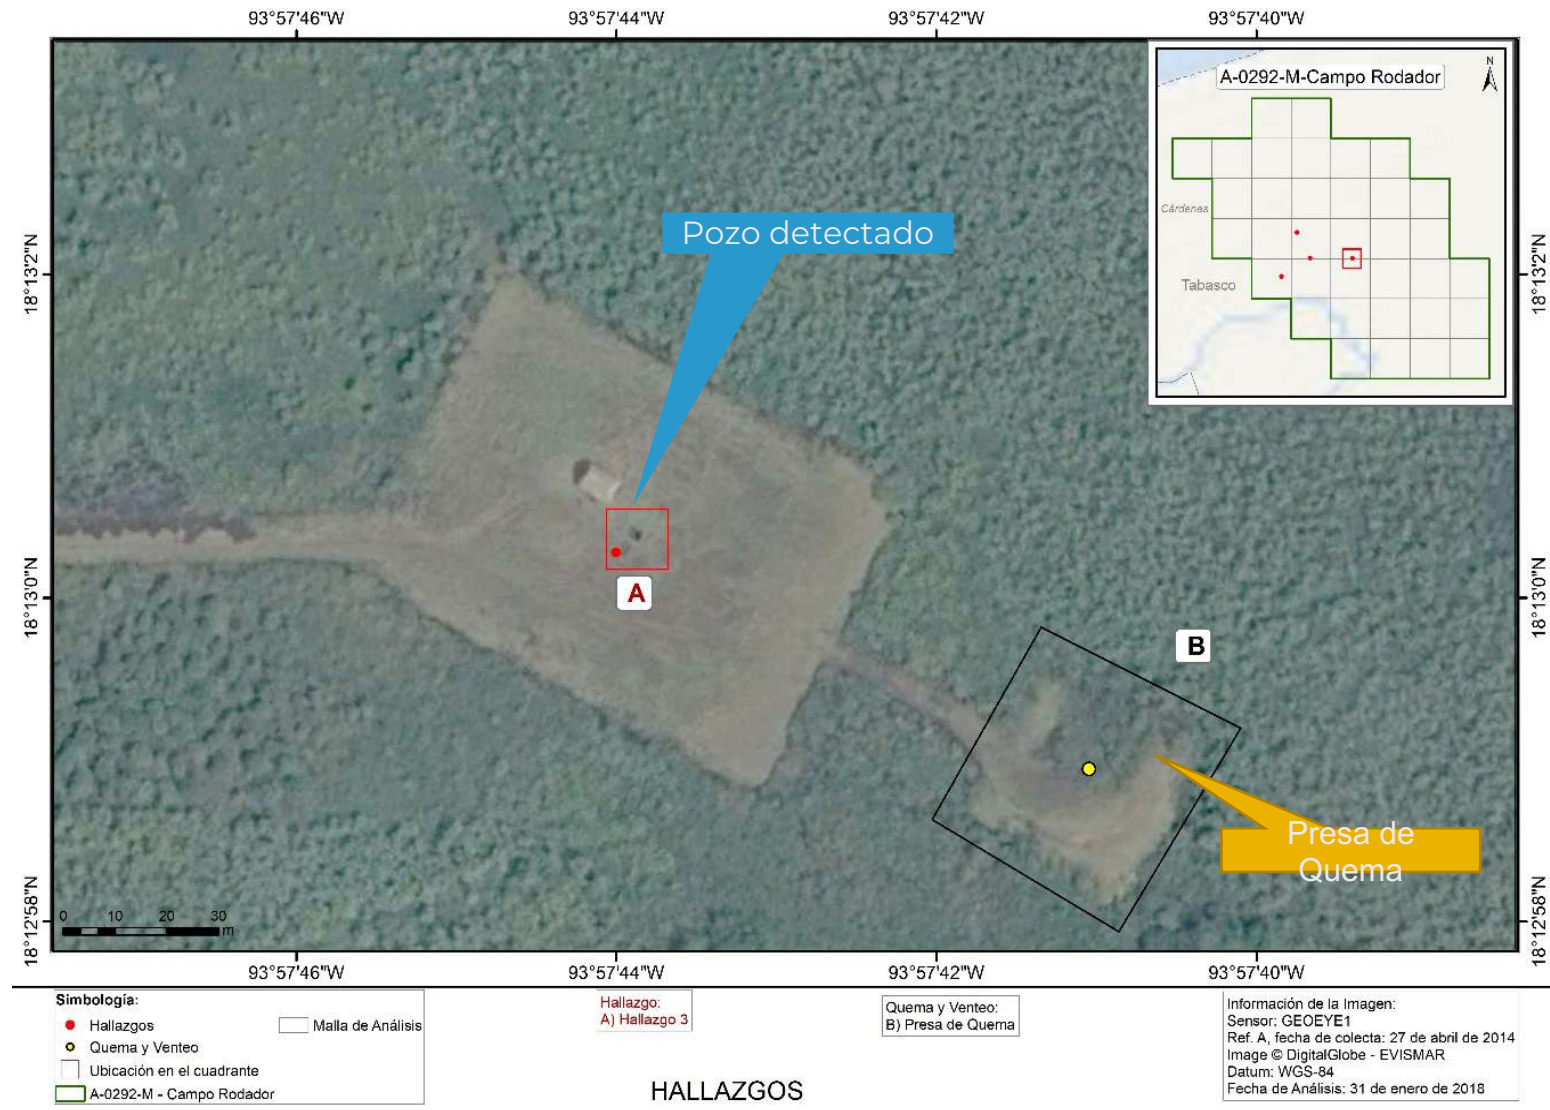 93°57'46"W
93°57'44"W
93°57'42"W
93°57'40"W
A-0292-M-Campo Rodador
N
Cárdenas
Tabasco
Pozo detectado
18°13'2"N
18°13'2"N
A
18°13'0"N
18°13'0"N
B
Presa de
Quema
18°12'58"N
18°12'58"N
0 10 20 30
m
93°57'46"W
93°57'44"W
93°57'42"W
93°57'40"W
Simbología:
Hallazgos
Malla de Análisis
Quema y Venteo
Ubicación en el cuadrante
A-0292-M - Campo Rodador
Hallazgo:
A) Hallazgo 3
Quema y Venteo:
B) Presa de Quema
HALLAZGOS
Información de la Imagen:
Sensor: GEOEYE1
Ref. A, fecha de colecta: 27 de abril de 2014
Image © DigitalGlobe - EVISMAR
Datum: WGS-84
Fecha de Análisis: 31 de enero de 2018